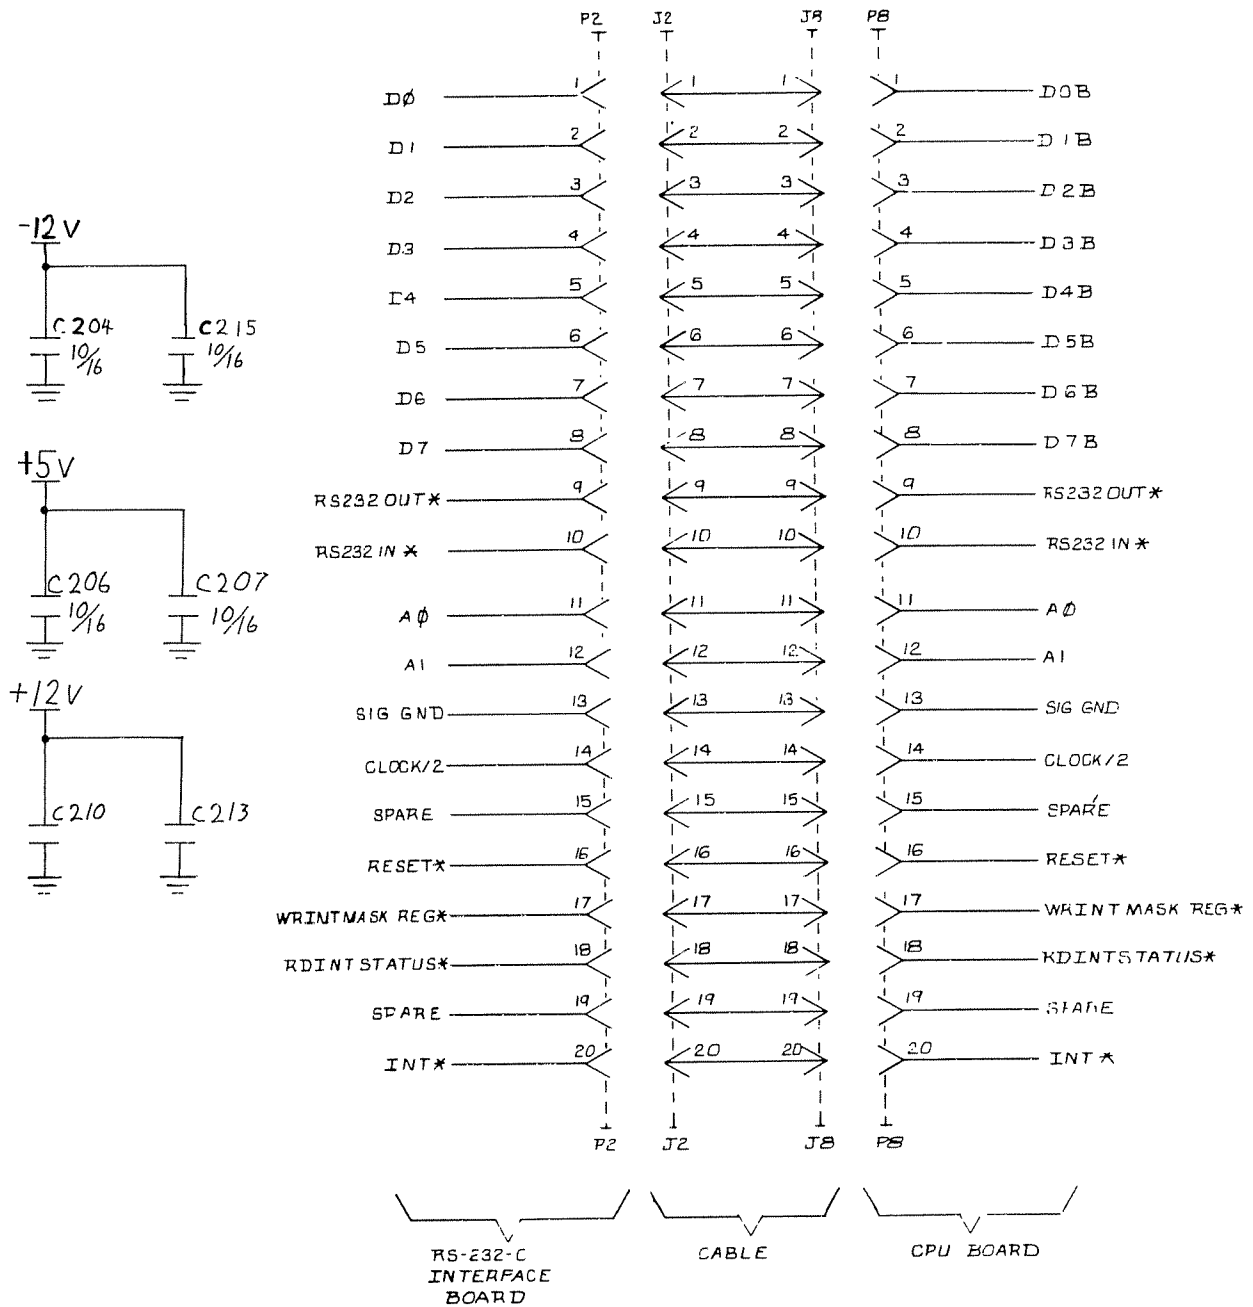 P2 J2 J8 P8
DØ 1 1 1 1 D0B
D1 2 2 2 2 D1B
D2 3 3 3 3 D2B
D3 4 4 4 4 D3B
D4 5 5 5 5 D4B
D5 6 6 6 6 D5B
D6 7 7 7 7 D6B
D7 8 8 8 8 D7B
RS232 OUT* 9 9 9 9 RS232 OUT*
RS232 IN* 10 10 10 10 RS232 IN*
AØ 11 11 11 11 AØ
A1 12 12 12 12 A1
SIG GND 13 13 13 13 SIG GND
CLOCK/2 14 14 14 14 CLOCK/2
SPARE 15 15 15 15 SPARE
RESET* 16 16 16 16 RESET*
WRINTMASK REG* 17 17 17 17 WRINTMASK REG*
RDINTSTATUS* 18 18 18 18 RDINTSTATUS*
SPARE 19 19 19 19 SPARE
INT* 20 20 20 20 INT*
P2 J2 J8 P8
RS-232-C
INTERFACE
BOARD
CABLE
CPU BOARD
-12V
C204 C215
10/16 10/16
+5V
C206 C207
10/16 10/16
+12V
C210 C213